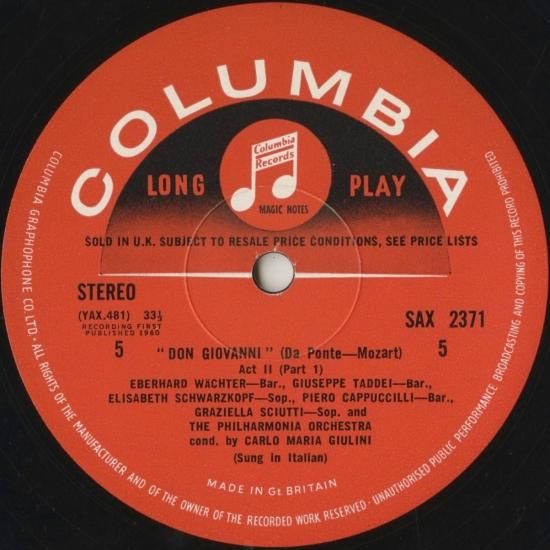 COLUMBIA
Columbia
Records
LONG PLAY
MAGIC NOTES
SOLD IN U.K. SUBJECT TO RESALE PRICE CONDITIONS, SEE PRICE LISTS
STEREO
(YAX.481) 33⅓
RECORDING FIRST
PUBLISHED 1960
SAX 2371
5 "DON GIOVANNI" (Da Ponte—Mozart) 5
Act II (Part 1)
EBERHARD WÄCHTER—Bar., GIUSEPPE TADDEI—Bar.,
ELISABETH SCHWARZKOPF—Sop., PIERO CAPPUCCILLI—Bar.,
GRAZIELLA SCIUTTI—Sop. and
THE PHILHARMONIA ORCHESTRA
cond. by CARLO MARIA GIULINI
(Sung in Italian)
MADE IN Gt. BRITAIN
COLUMBIA GRAPHOPHONE CO. LTD. · ALL RIGHTS OF THE MANUFACTURER AND OF THE OWNER OF THE RECORDED WORK RESERVED · UNAUTHORISED PUBLIC PERFORMANCE BROADCASTING AND COPYING OF THIS RECORD PROHIBITED